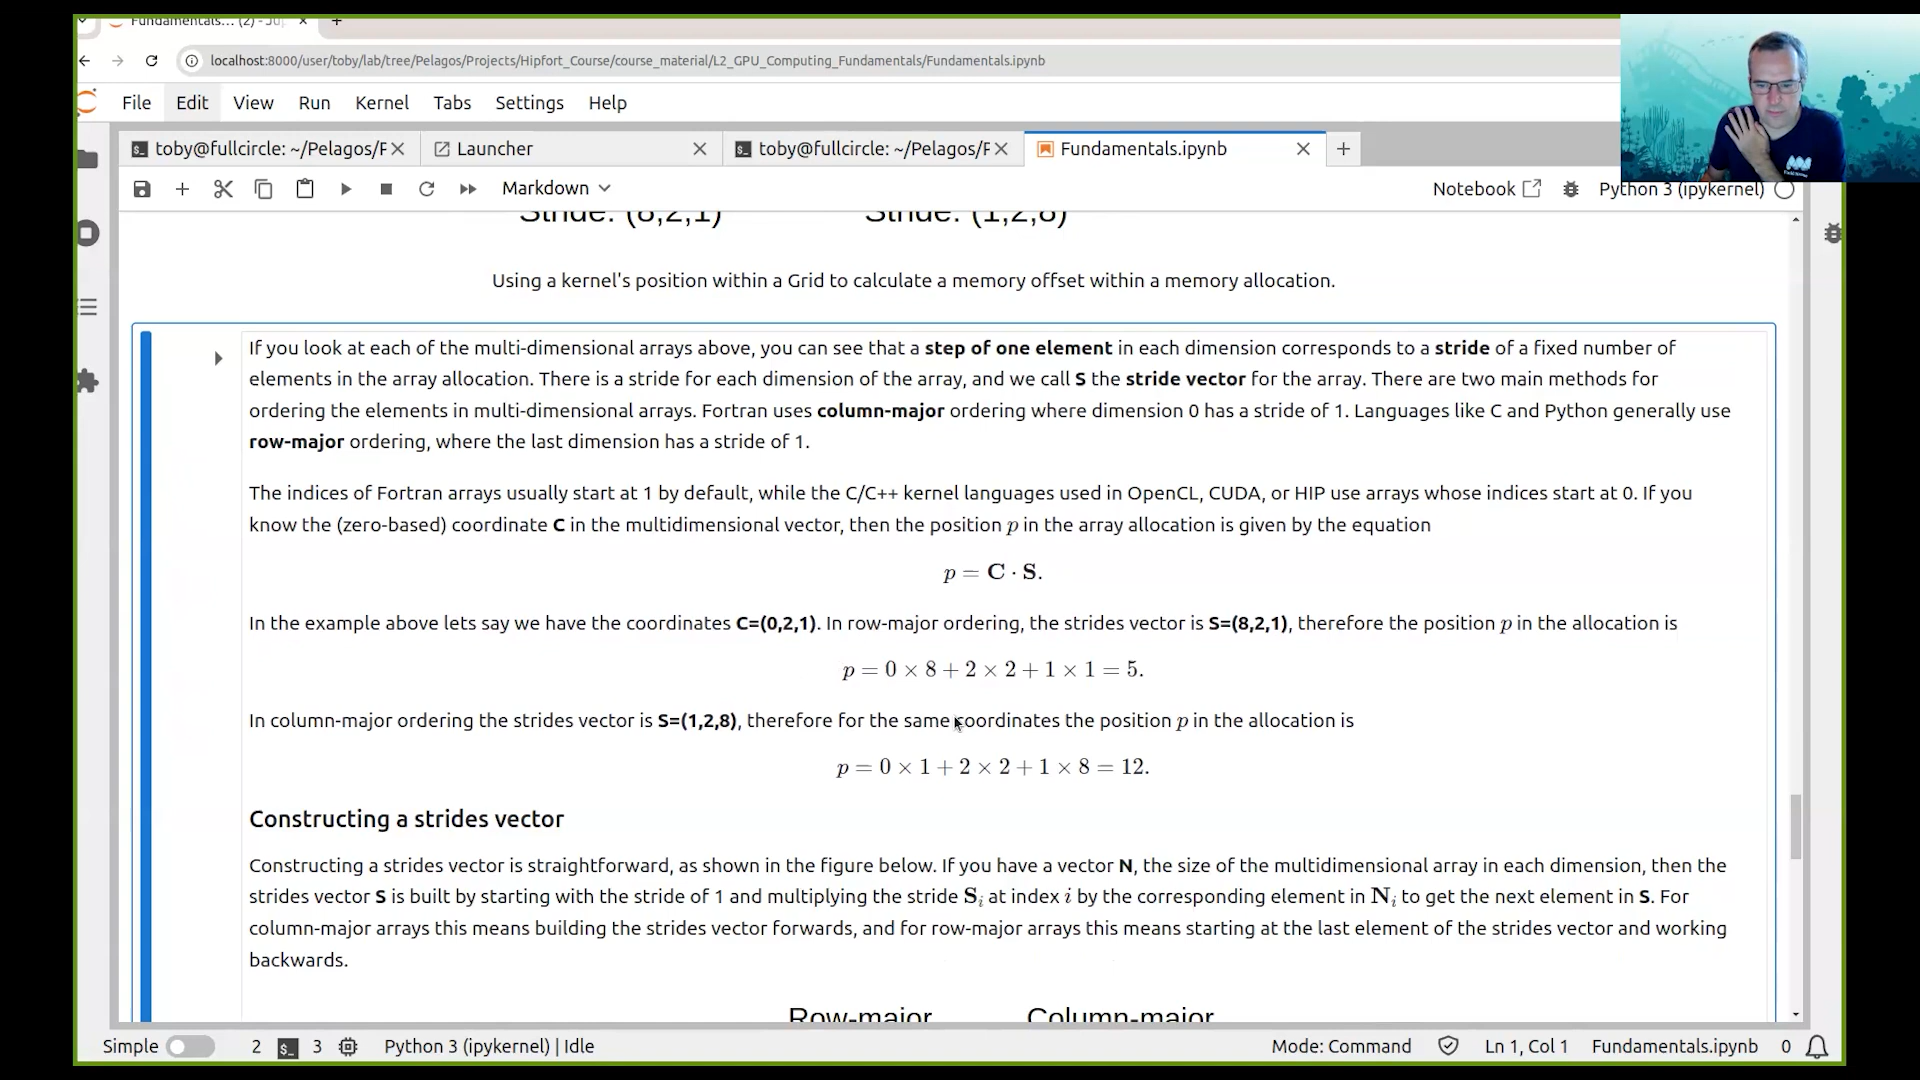 Fundamentals... (2) - Ju
localhost:8000/user/toby/lab/tree/Pelagos/Projects/Hipfort_Course/course_material/L2_GPU_Computing_Fundamentals/Fundamentals.ipynb
File Edit View Run Kernel Tabs Settings Help
toby@fullcircle: ~/Pelagos/F Launcher toby@fullcircle: ~/Pelagos/F Fundamentals.ipynb
Markdown Notebook Python 3 (ipykernel)
Stride: (8,2,1) Stride: (1,2,8)
Using a kernel's position within a Grid to calculate a memory offset within a memory allocation.
If you look at each of the multi-dimensional arrays above, you can see that a step of one element in each dimension corresponds to a stride of a fixed number of
elements in the array allocation. There is a stride for each dimension of the array, and we call S the stride vector for the array. There are two main methods for
ordering the elements in multi-dimensional arrays. Fortran uses column-major ordering where dimension 0 has a stride of 1. Languages like C and Python generally use
row-major ordering, where the last dimension has a stride of 1.
The indices of Fortran arrays usually start at 1 by default, while the C/C++ kernel languages used in OpenCL, CUDA, or HIP use arrays whose indices start at 0. If you
know the (zero-based) coordinate C in the multidimensional vector, then the position p in the array allocation is given by the equation
p = C · S.
In the example above lets say we have the coordinates C=(0,2,1). In row-major ordering, the strides vector is S=(8,2,1), therefore the position p in the allocation is
p = 0 × 8 + 2 × 2 + 1 × 1 = 5.
In column-major ordering the strides vector is S=(1,2,8), therefore for the same coordinates the position p in the allocation is
p = 0 × 1 + 2 × 2 + 1 × 8 = 12.
Constructing a strides vector
Constructing a strides vector is straightforward, as shown in the figure below. If you have a vector N, the size of the multidimensional array in each dimension, then the
strides vector S is built by starting with the stride of 1 and multiplying the stride Sᵢ at index i by the corresponding element in Nᵢ to get the next element in S. For
column-major arrays this means building the strides vector forwards, and for row-major arrays this means starting at the last element of the strides vector and working
backwards.
Row-major Column-major
Simple 2 $_ 3 Python 3 (ipykernel) | Idle Mode: Command Ln 1, Col 1 Fundamentals.ipynb 0